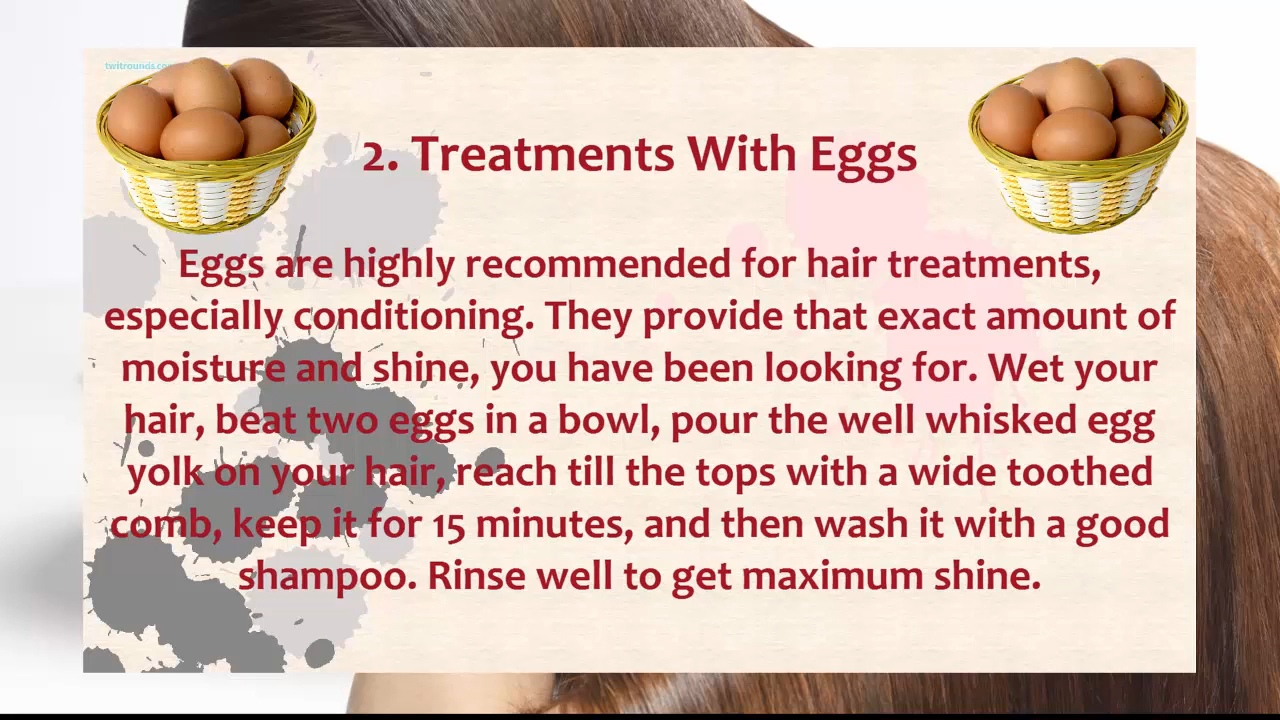 twitrounds.co
2. Treatments With Eggs
Eggs are highly recommended for hair treatments,
especially conditioning. They provide that exact amount of
moisture and shine, you have been looking for. Wet your
hair, beat two eggs in a bowl, pour the well whisked egg
yolk on your hair, reach till the tops with a wide toothed
comb, keep it for 15 minutes, and then wash it with a good
shampoo. Rinse well to get maximum shine.